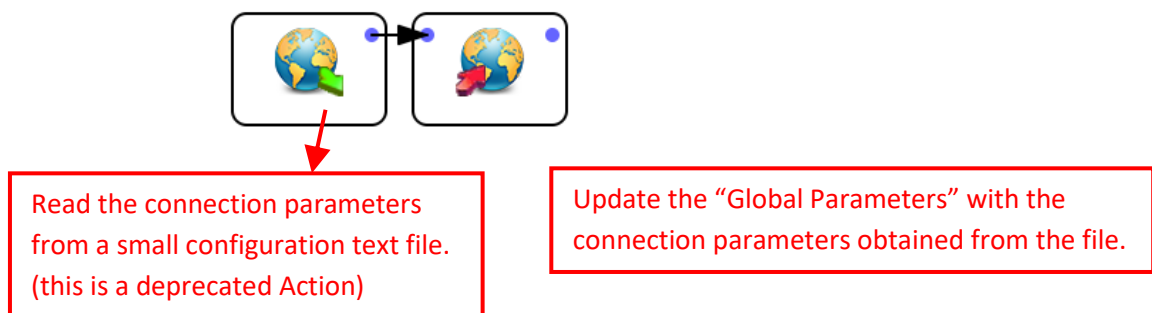 Read the connection parameters
from a small configuration text file.
(this is a deprecated Action)
Update the “Global Parameters” with the
connection parameters obtained from the file.